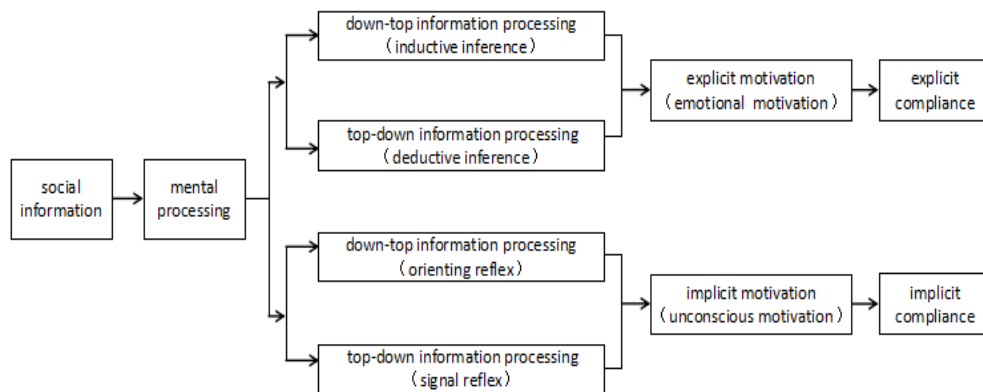 down-top information processing
(inductive inference)
explicit motivation
(emotional motivation)
explicit
compliance
top-down information processing
(deductive inference)
social
information
mental
processing
down-top information processing
(orienting reflex)
implicit motivation
(unconscious motivation)
implicit
compliance
top-down information processing
(signal reflex)